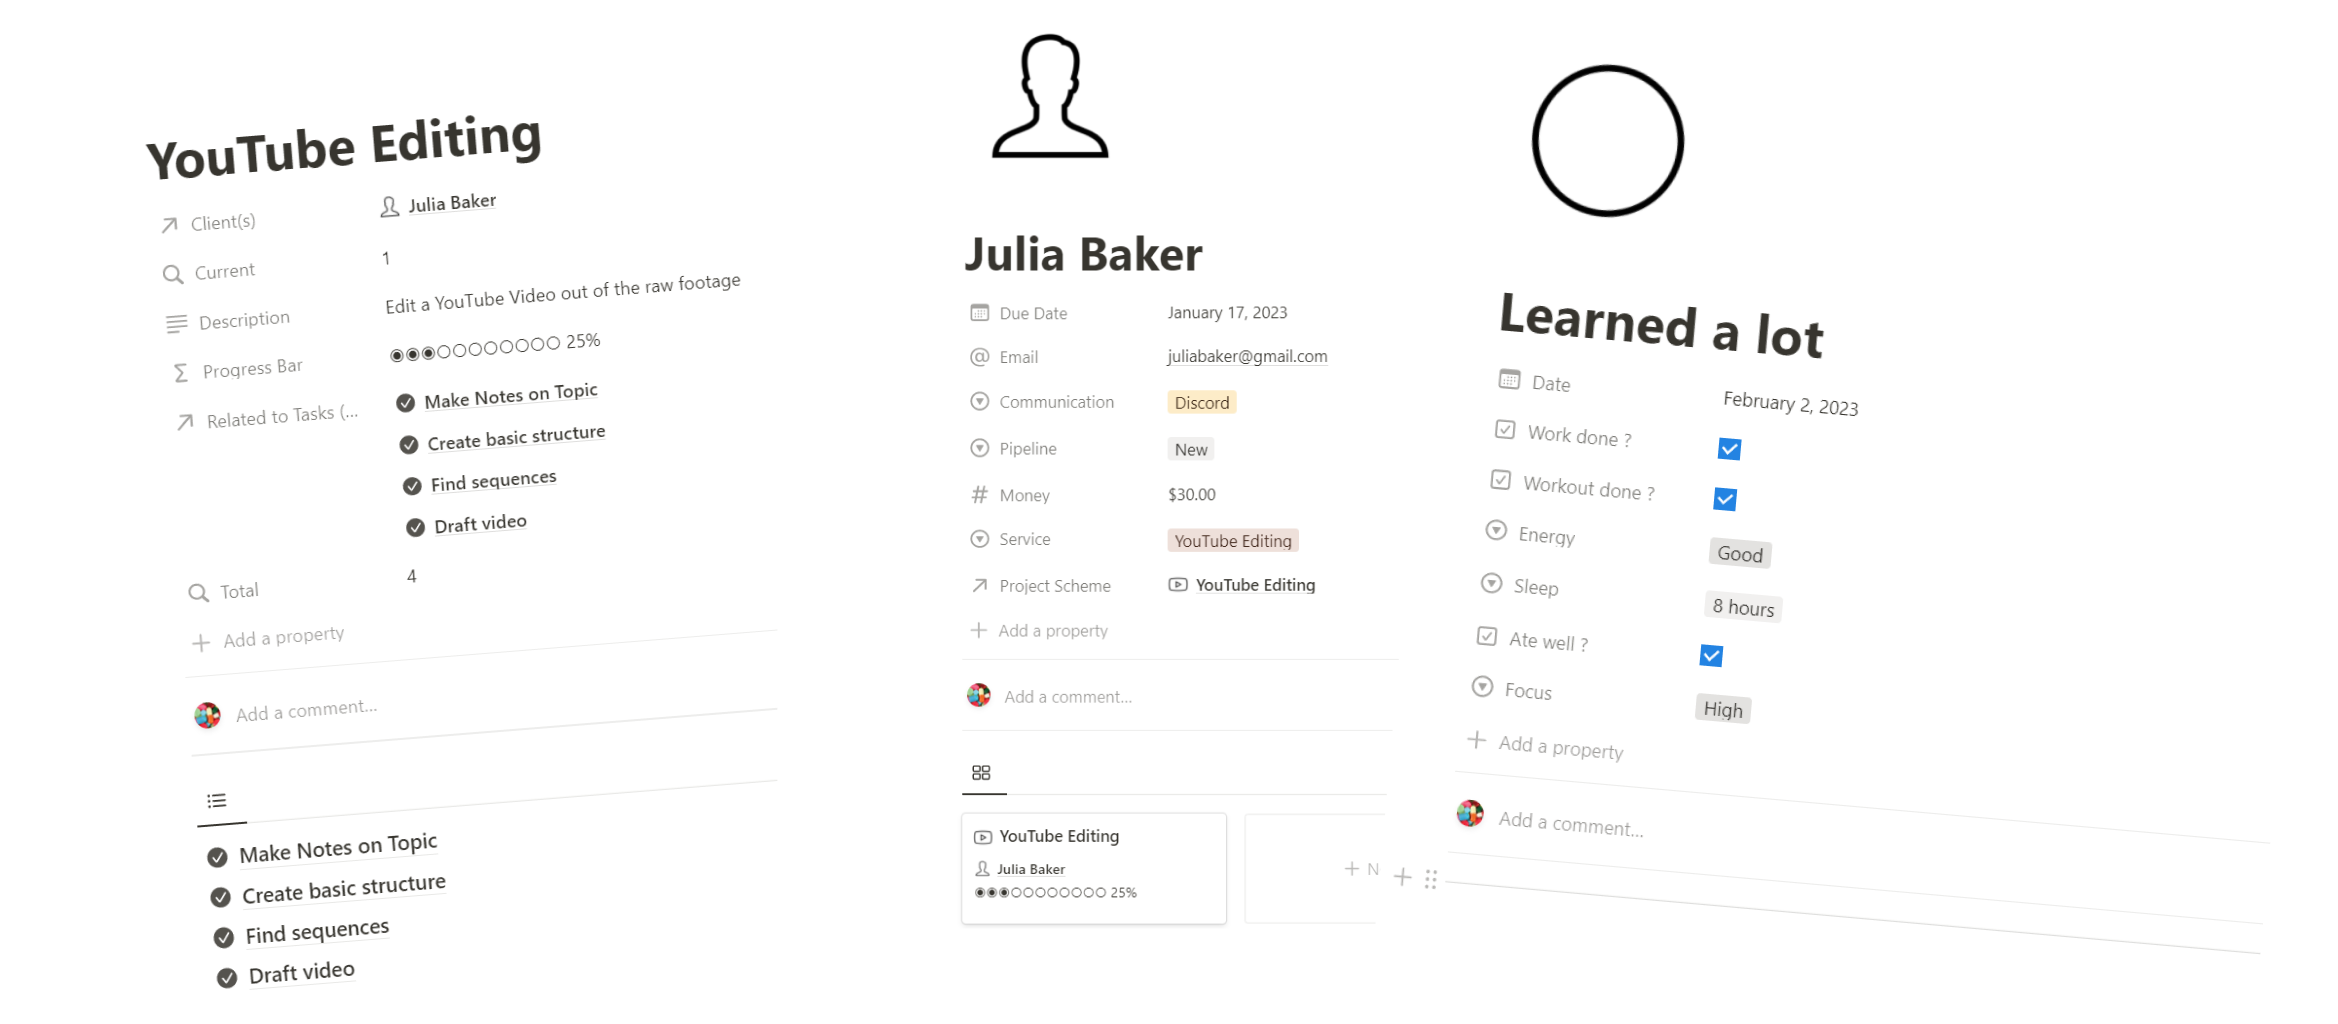 YouTube Editing
Client(s) Julia Baker
Current 1
Description Edit a YouTube Video out of the raw footage
Progress Bar ◉◉◉○○○○○○○○ 25%
Related to Tasks (... Make Notes on Topic
Create basic structure
Find sequences
Draft video
Total 4
Add a property
Add a comment...
Make Notes on Topic
Create basic structure
Find sequences
Draft video
Julia Baker
Due Date January 17, 2023
Email juliabaker@gmail.com
Communication Discord
Pipeline New
Money $30.00
Service YouTube Editing
Project Scheme YouTube Editing
Add a property
Add a comment...
YouTube Editing
Julia Baker
◉◉◉○○○○○○○○ 25%
+ N
Learned a lot
Date February 2, 2023
Work done ?
Workout done ?
Energy Good
Sleep 8 hours
Ate well ?
Focus High
Add a property
Add a comment...